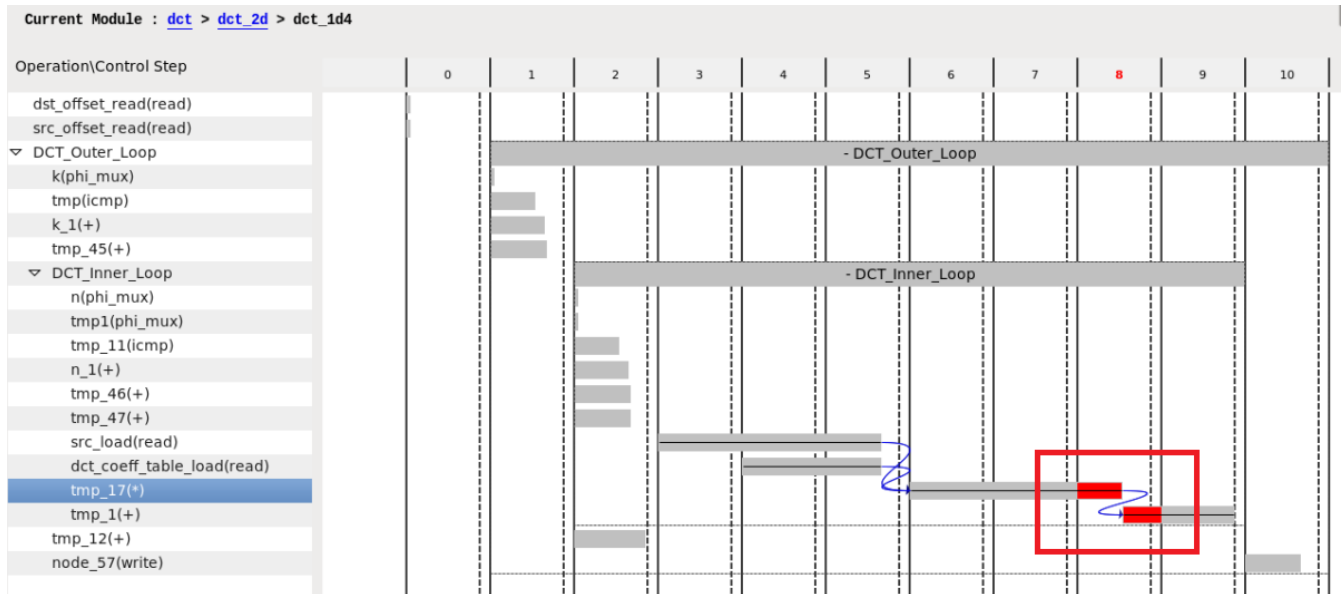 Current Module : dct > dct_2d > dct_1d4
Operation\Control Step 0 1 2 3 4 5 6 7 8 9 10
dst_offset_read(read)
src_offset_read(read)
DCT_Outer_Loop - DCT_Outer_Loop
k(phi_mux)
tmp(icmp)
k_1(+)
tmp_45(+)
DCT_Inner_Loop - DCT_Inner_Loop
n(phi_mux)
tmp1(phi_mux)
tmp_11(icmp)
n_1(+)
tmp_46(+)
tmp_47(+)
src_load(read)
dct_coeff_table_load(read)
tmp_17(*)
tmp_1(+)
tmp_12(+)
node_57(write)